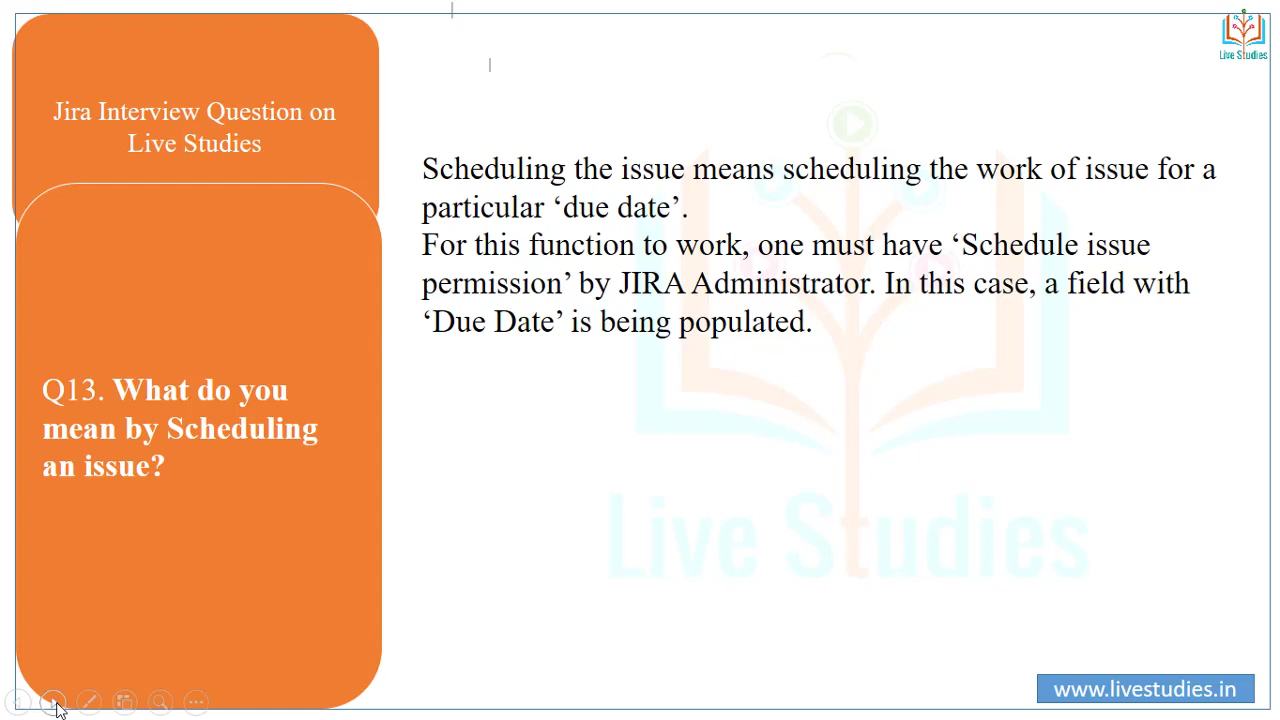 Live Studies
Jira Interview Question on
Live Studies
Scheduling the issue means scheduling the work of issue for a
particular ‘due date’.
For this function to work, one must have ‘Schedule issue
permission’ by JIRA Administrator. In this case, a field with
‘Due Date’ is being populated.
Q13. What do you
mean by Scheduling
an issue?
Live Studies
www.livestudies.in